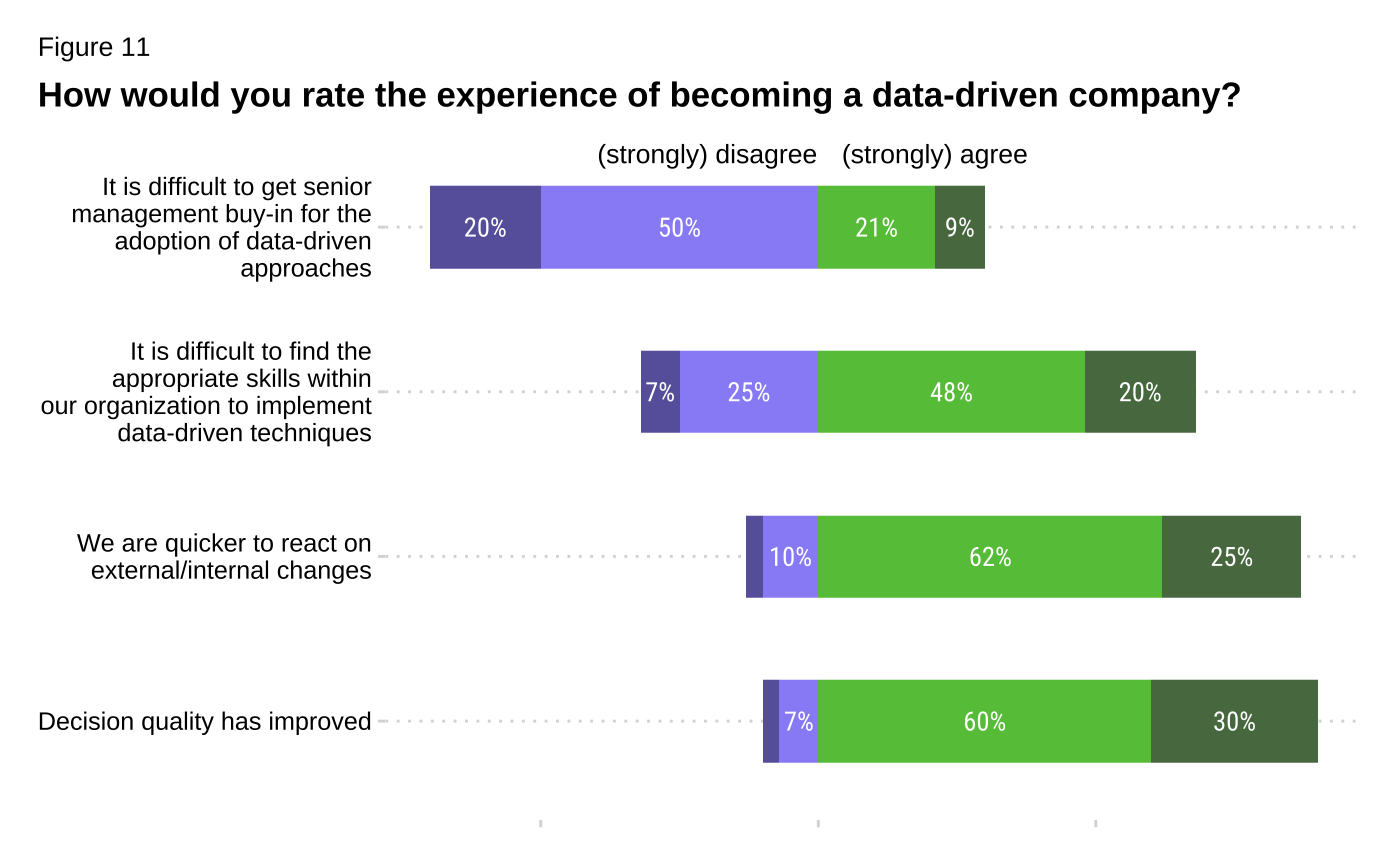 Figure 11
How would you rate the experience of becoming a data-driven company?
(strongly) disagree (strongly) agree
It is difficult to get senior
management buy-in for the
adoption of data-driven
approaches
20% 50% 21% 9%
It is difficult to find the
appropriate skills within
our organization to implement
data-driven techniques
7% 25% 48% 20%
We are quicker to react on
external/internal changes
10% 62% 25%
Decision quality has improved
7% 60% 30%